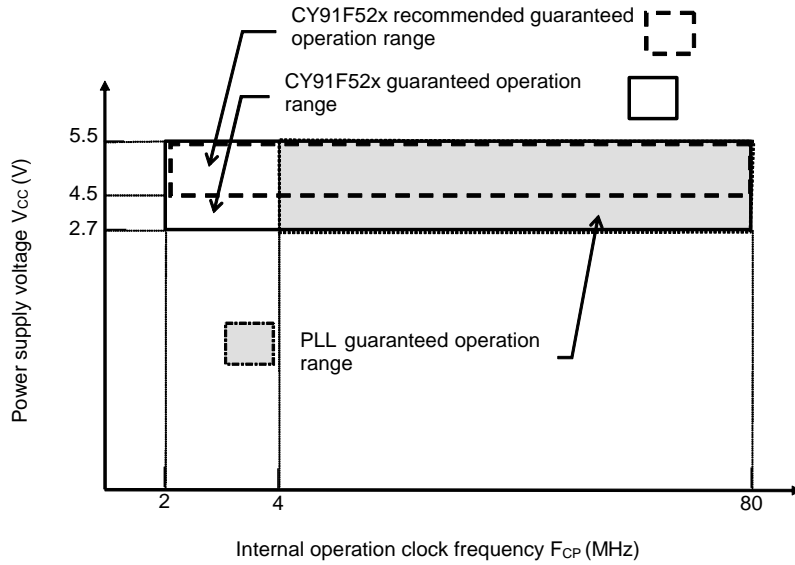 CY91F52x recommended guaranteed
operation range
CY91F52x guaranteed operation
range
5.5
4.5
2.7
Power supply voltage VCC (V)
PLL guaranteed operation
range
2
4
80
Internal operation clock frequency FCP (MHz)